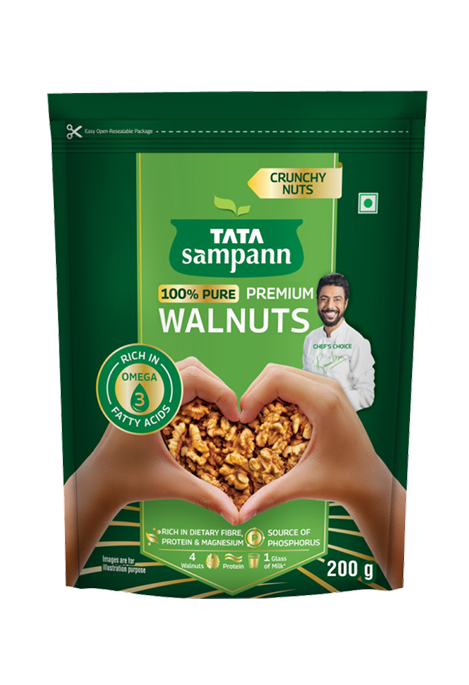 Easy Open-Resealable Package
CRUNCHY
NUTS
TATA
sampann
100% PURE PREMIUM
WALNUTS
CHEF'S CHOICE
RICH IN
OMEGA
3
FATTY ACIDS
RICH IN DIETARY FIBRE,
PROTEIN & MAGNESIUM
SOURCE OF
PHOSPHORUS
4
Walnuts
Protein
1 Glass
of Milk*
Images are for
illustration purpose
200 g